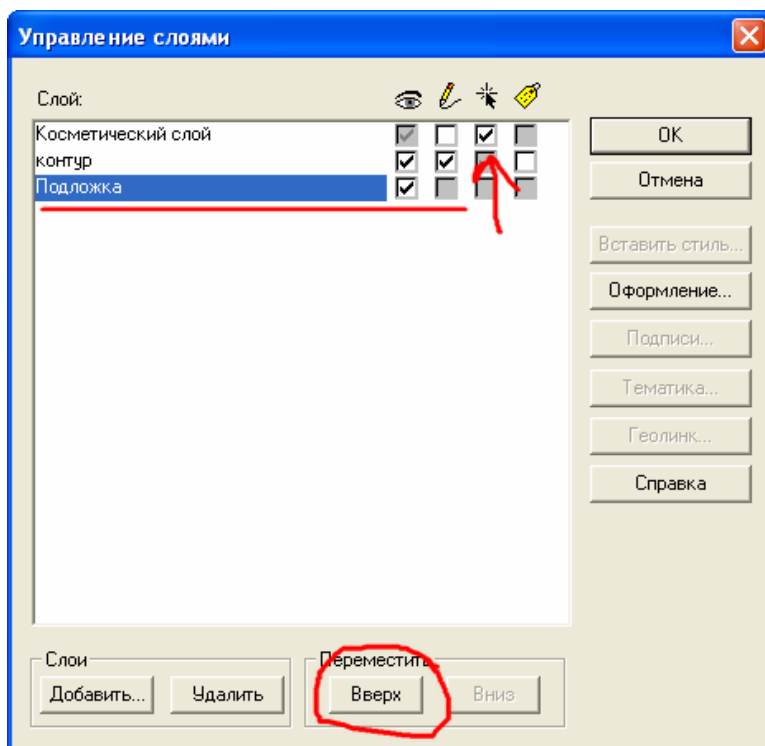 Управление слоями
Слой:
Косметический слой
контур
Подложка
OK
Отмена
Вставить стиль...
Оформление...
Подписи...
Тематика...
Геолинк...
Справка
Слои
Добавить...
Удалить
Переместить
Вверх
Вниз